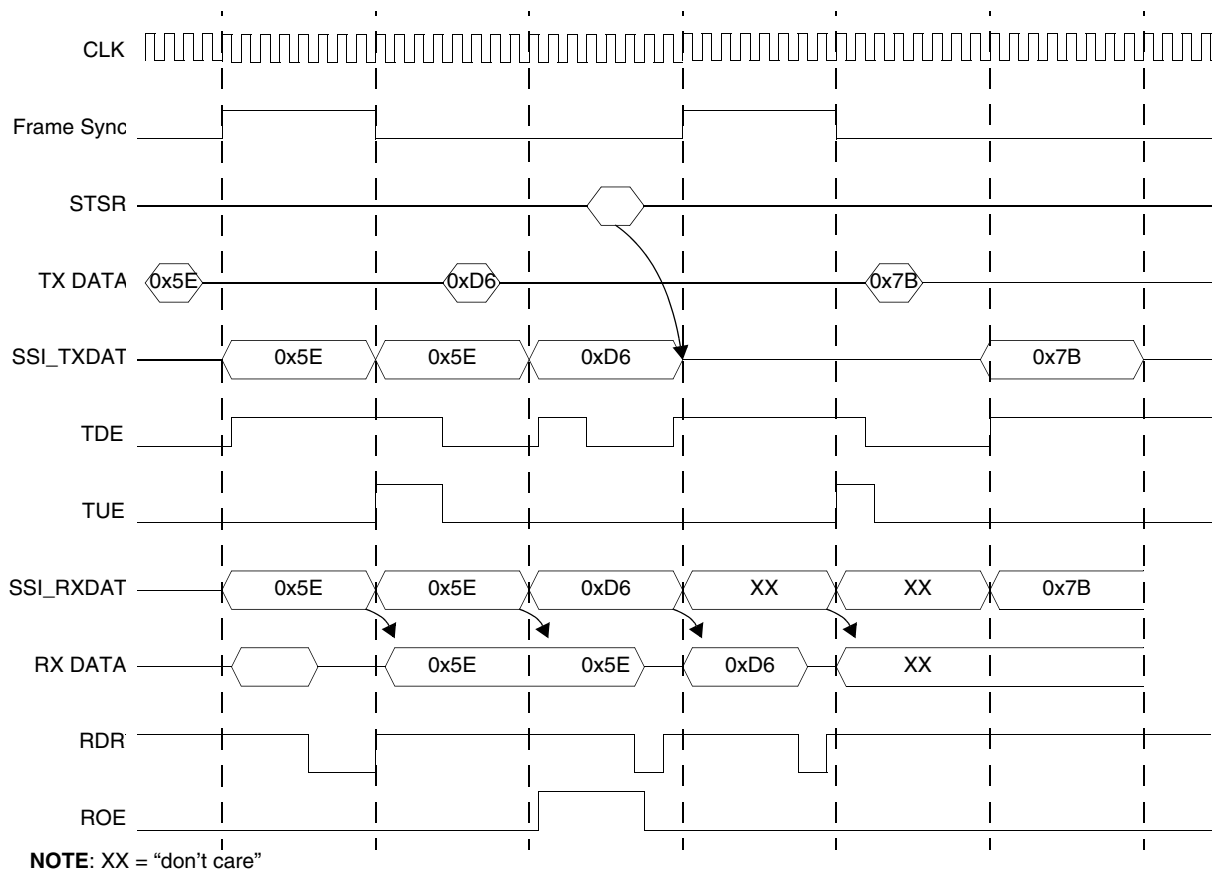 CLK
Frame Sync
STSR
TX DATA 0x5E 0xD6 0x7B
SSI_TXDAT 0x5E 0x5E 0xD6 0x7B
TDE
TUE
SSI_RXDAT 0x5E 0x5E 0xD6 XX XX 0x7B
RX DATA 0x5E 0x5E 0xD6 XX
RDR
ROE
NOTE: XX = “don’t care”